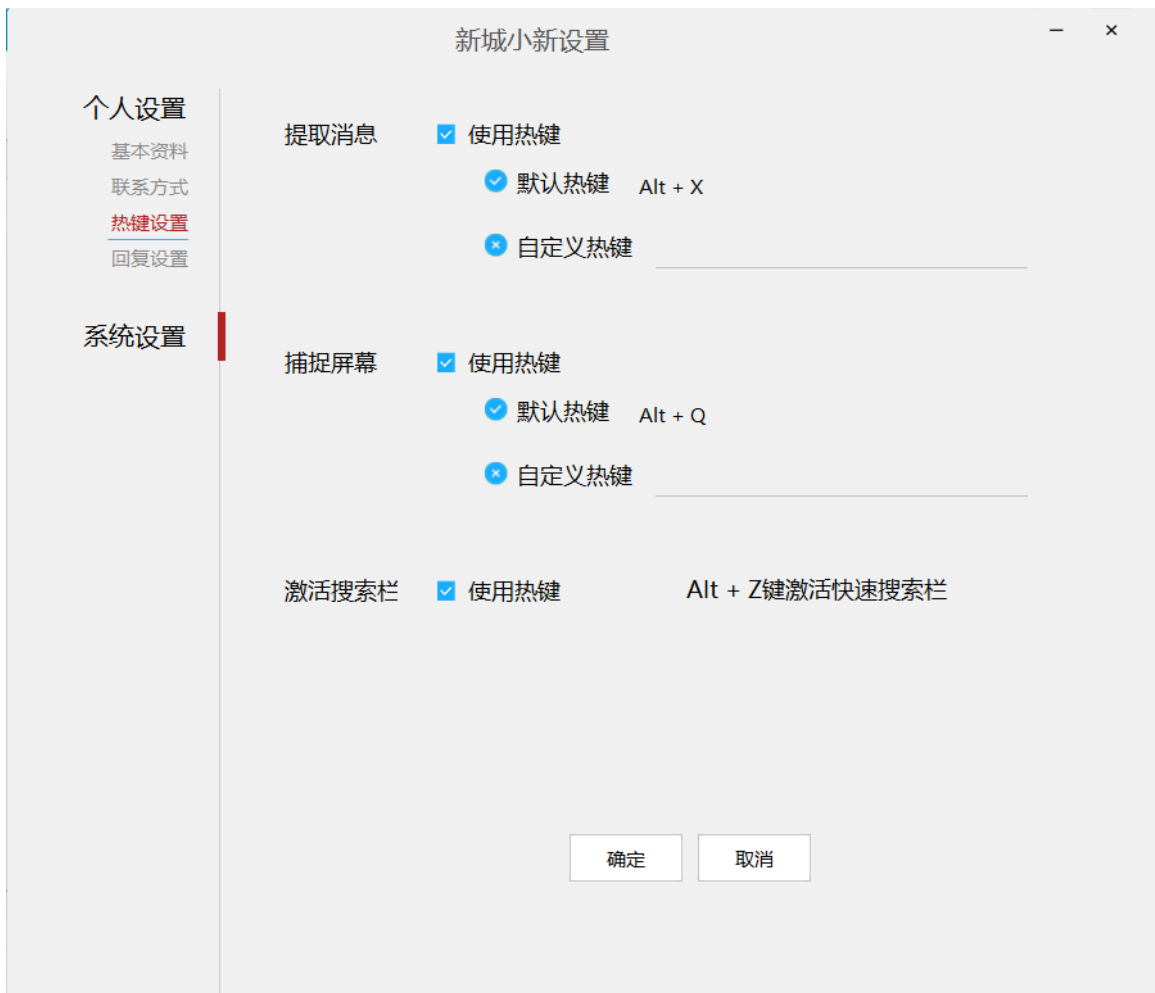 新城小新设置
个人设置
基本资料
联系方式
热键设置
回复设置
系统设置
提取消息 使用热键
默认热键 Alt + X
自定义热键
捕捉屏幕 使用热键
默认热键 Alt + Q
自定义热键
激活搜索栏 使用热键 Alt + Z键激活快速搜索栏
确定 取消